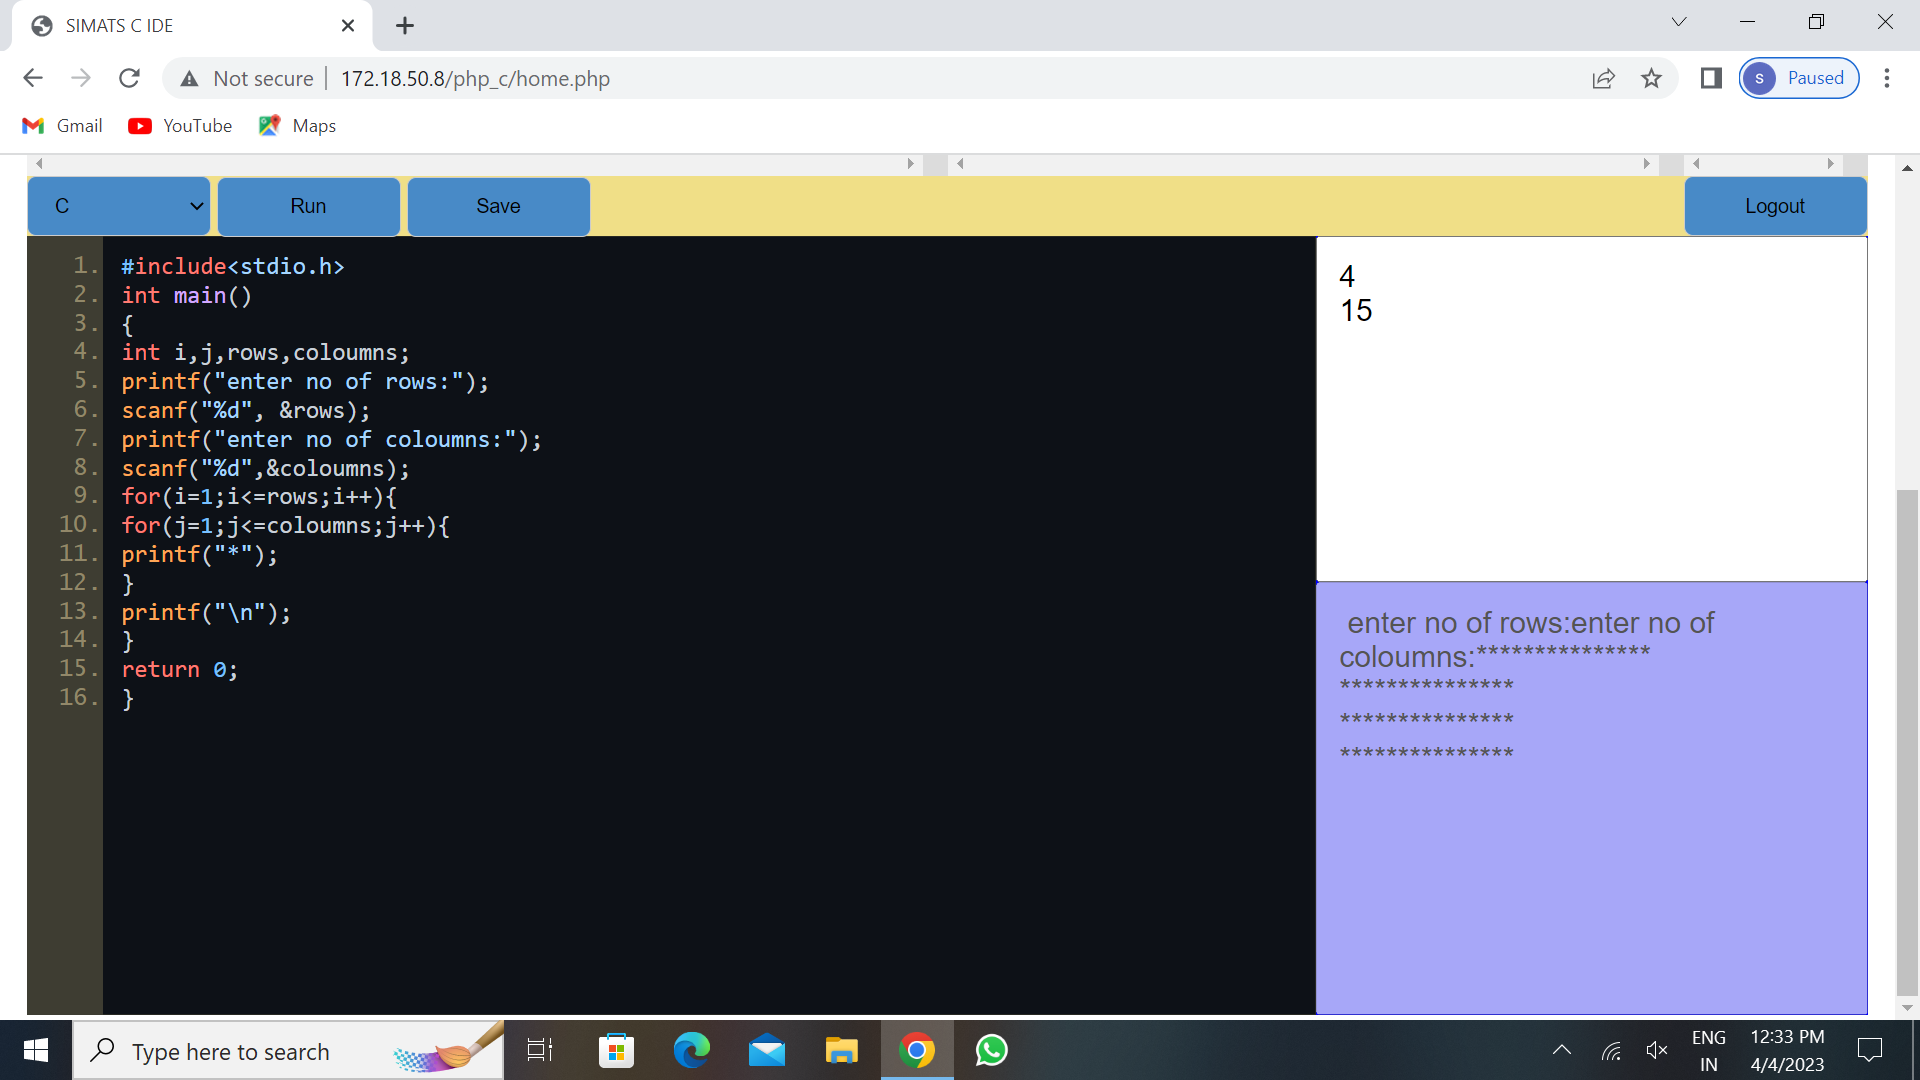 SIMATS C IDE
Not secure 172.18.50.8/php_c/home.php
S Paused
Gmail YouTube Maps
C Run Save Logout
1. #include<stdio.h>
2. int main()
3. {
4. int i,j,rows,coloumns;
5. printf("enter no of rows:");
6. scanf("%d", &rows);
7. printf("enter no of coloumns:");
8. scanf("%d",&coloumns);
9. for(i=1;i<=rows;i++){
10. for(j=1;j<=coloumns;j++){
11. printf("*");
12. }
13. printf("\n");
14. }
15. return 0;
16. }
4
15
enter no of rows:enter no of
coloumns:***************
***************
***************
***************
Type here to search
ENG
IN
12:33 PM
4/4/2023